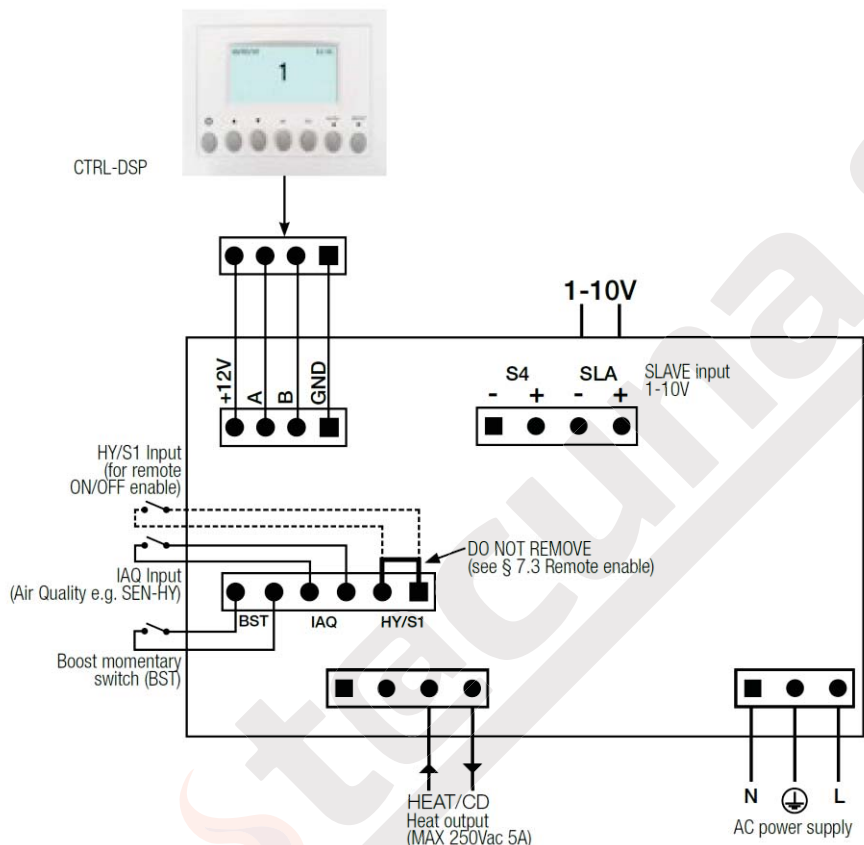 1
CTRL-DSP
1-10V
+12V
A
B
GND
S4
SLA
- + - +
SLAVE input
1-10V
HY/S1 Input
(for remote
ON/OFF enable)
IAQ Input
(Air Quality e.g. SEN-HY)
DO NOT REMOVE
(see § 7.3 Remote enable)
BST IAQ HY/S1
Boost momentary
switch (BST)
HEAT/CD
Heat output
(MAX 250Vac 5A)
N L
AC power supply
stacuna